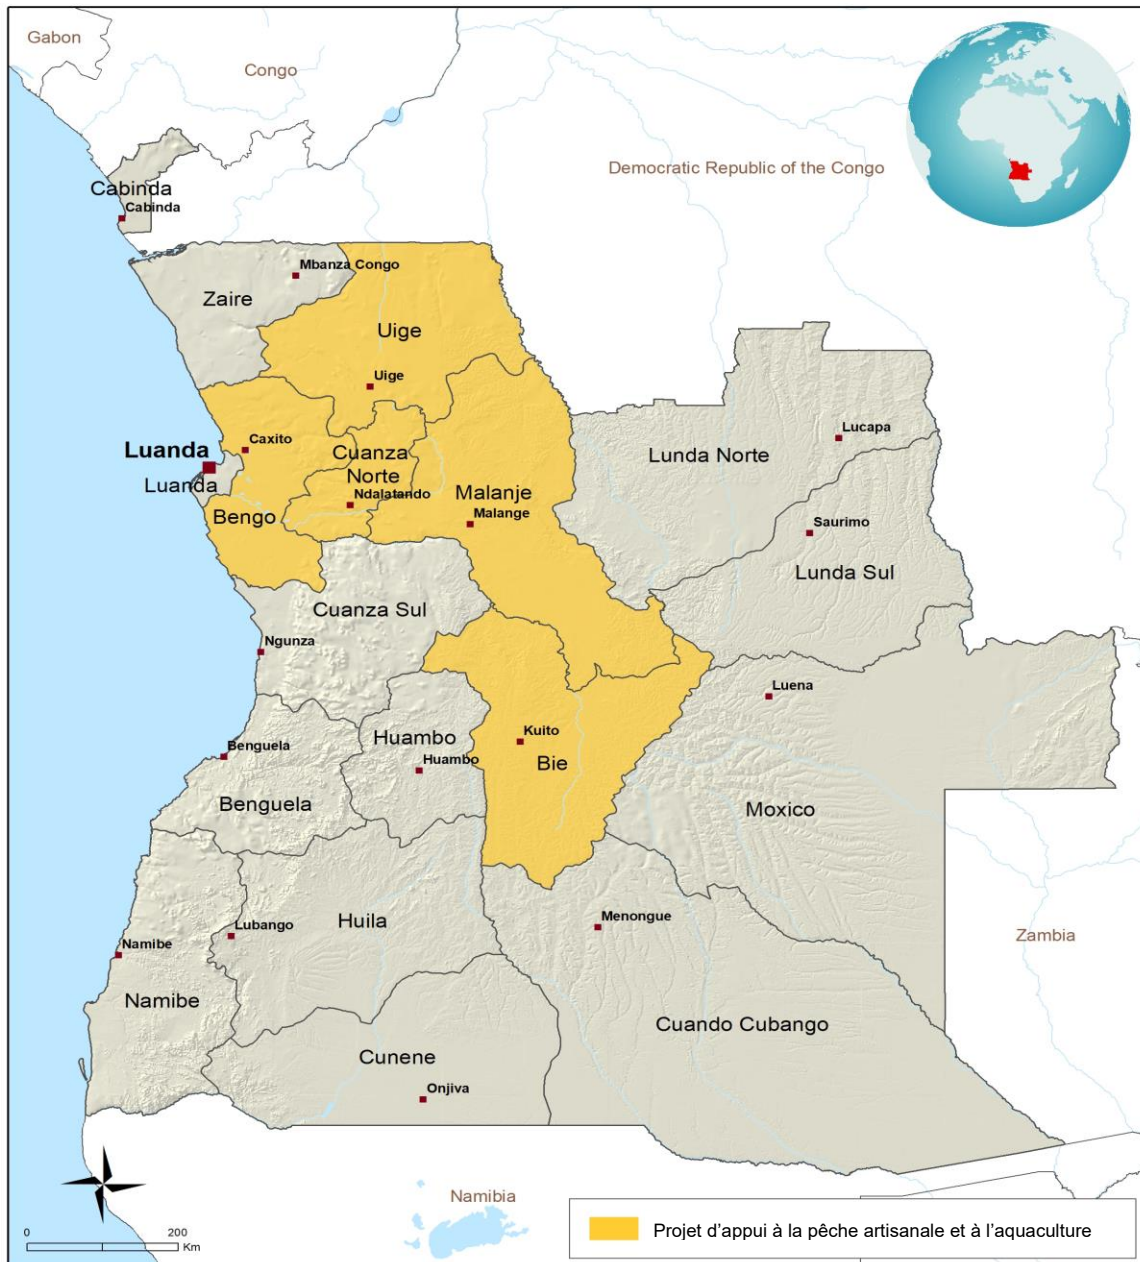 Gabon
Congo
Democratic Republic of the Congo
Cabinda
Cabinda
Mbanza Congo
Zaire
Uige
Uige
Lucapa
Caxito
Luanda
Cuanza
Norte
Lunda Norte
Luanda
Ndalatando
Malanje
Malange
Bengo
Saurimo
Lunda Sul
Cuanza Sul
Ngunza
Luena
Kuito
Huambo
Bie
Benguela
Huambo
Benguela
Moxico
Huila
Menongue
Lubango
Zambia
Namibe
Namibe
Cuando Cubango
Cunene
Onjiva
Namibia
Projet d'appui à la pêche artisanale et à l'aquaculture
0 200
Km